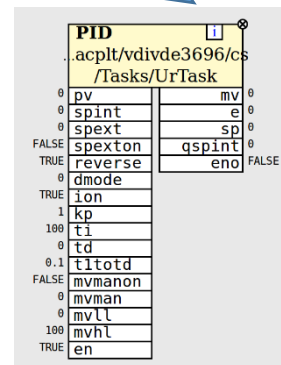 PID i
..acplt/vdivde3696/cs
/Tasks/UrTask
0 pv mv 0
0 spint e 0
0 spext sp 0
FALSE spexton qspint 0
TRUE reverse eno FALSE
0 dmode
TRUE ion
1 kp
100 ti
0 td
0.1 t1totd
FALSE mvmanon
0 mvman
0 mvll
100 mvhl
TRUE en